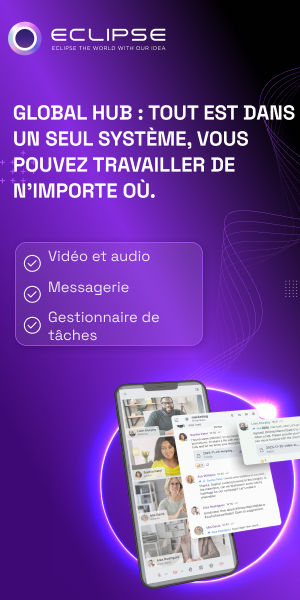 ECLIPSE
ECLIPSE THE WORLD WITH OUR IDEA
GLOBAL HUB : TOUT EST DANS
UN SEUL SYSTÈME, VOUS
POUVEZ TRAVAILLER DE
N'IMPORTE OÙ.
Vidéo et audio
Messagerie
Gestionnaire de
tâches